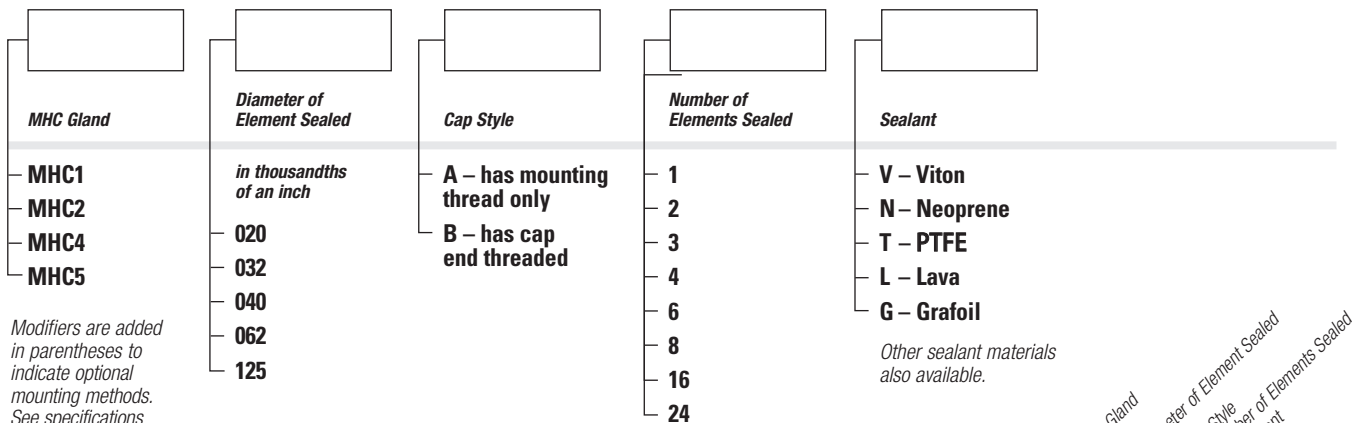 MHC Gland
MHC1
MHC2
MHC4
MHC5
Modifiers are added
in parentheses to
indicate optional
mounting methods.
See specifications
Diameter of
Element Sealed
in thousandths
of an inch
020
032
040
062
125
Cap Style
A – has mounting
thread only
B – has cap
end threaded
Number of
Elements Sealed
1
2
3
4
6
8
16
24
Sealant
V – Viton
N – Neoprene
T – PTFE
L – Lava
G – Grafoil
Other sealant materials
also available.
Gland
of Element Sealed
Style
of Elements Sealed